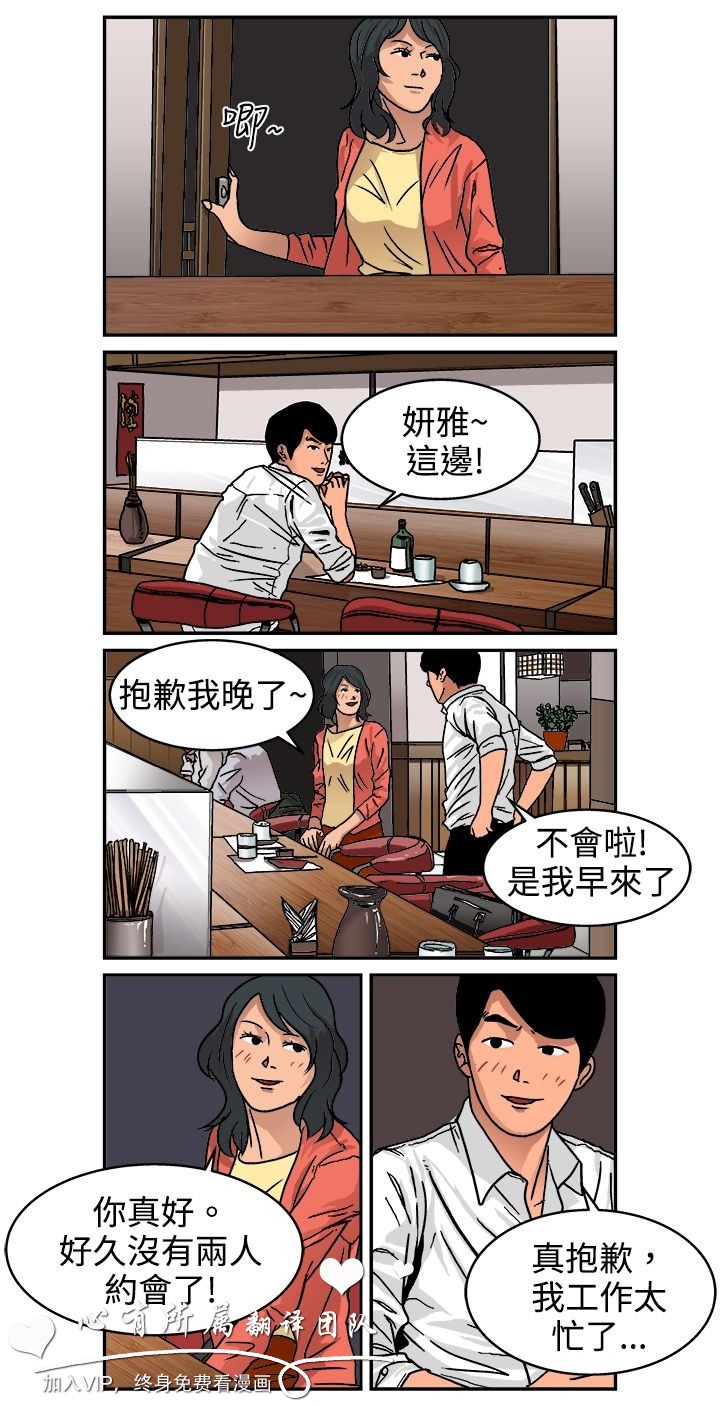 唧~
妍雅~
這邊!
抱歉我晚了~
不會啦!
是我早來了
你真好。
好久沒有兩人
約會了!
真抱歉，
我工作太
忙了...
心有所属翻译团队
加入VIP，终身免费看漫画